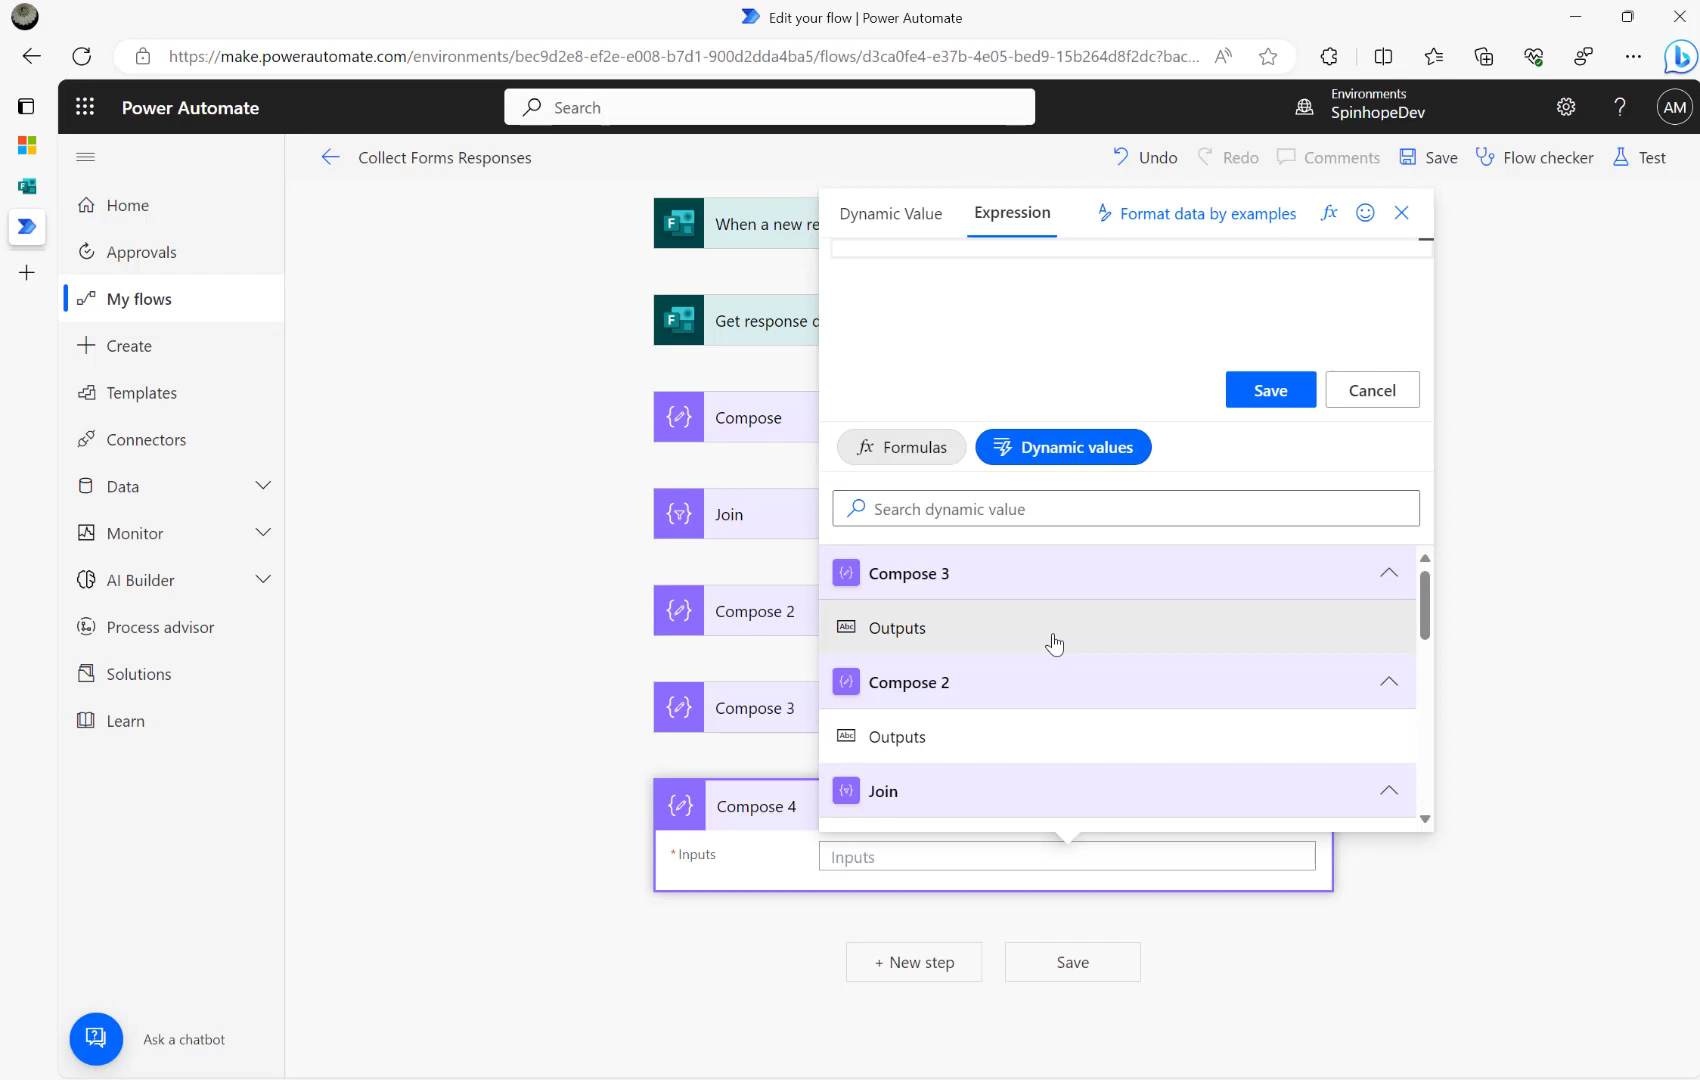 Edit your flow | Power Automate
https://make.powerautomate.com/environments/bec9d2e8-ef2e-e008-b7d1-900d2dda4ba5/flows/d3ca0fe4-e37b-4e05-bed9-15b264d8f2dc?bac...
Power Automate
Search
Environments
SpinhopeDev
AM
Collect Forms Responses
Undo
Redo
Comments
Save
Flow checker
Test
Home
Approvals
My flows
Create
Templates
Connectors
Data
Monitor
AI Builder
Process advisor
Solutions
Learn
Ask a chatbot
When a new re
Get response d
Compose
Join
Compose 2
Compose 3
Compose 4
* Inputs
Inputs
+ New step
Save
Dynamic Value
Expression
Format data by examples
fx
Save
Cancel
fx Formulas
Dynamic values
Search dynamic value
Compose 3
Abc Outputs
Compose 2
Abc Outputs
Join